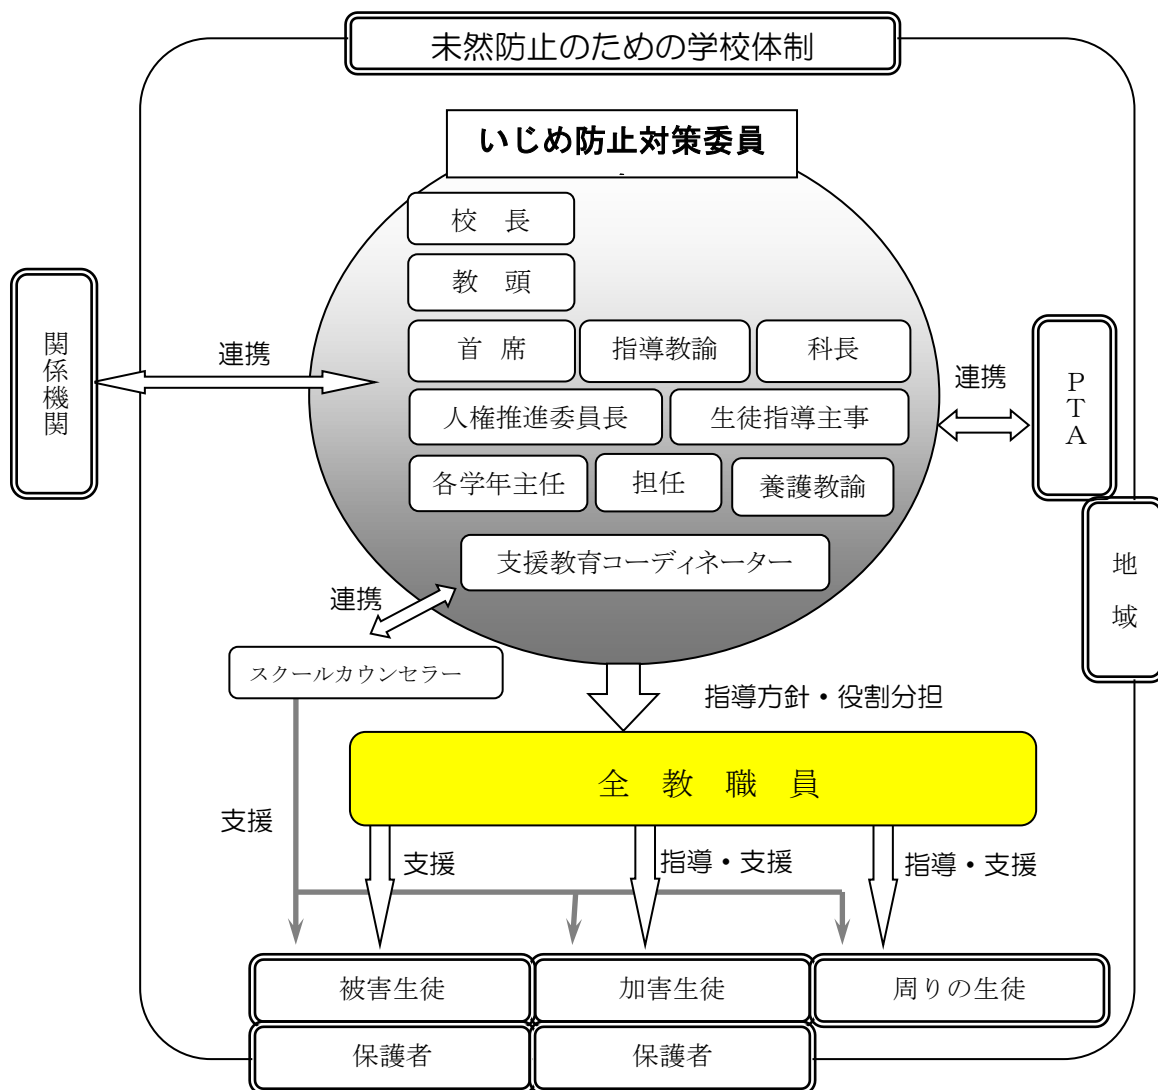 未然防止のための学校体制
いじめ防止対策委員
校 長
教 頭
首 席 指導教諭 科長
人権推進委員長 生徒指導主事
各学年主任 担任 養護教諭
支援教育コーディネーター
関係機関
連携
連携
PTA
地域
連携
スクールカウンセラー
指導方針・役割分担
全 教 職 員
支援
支援 指導・支援 指導・支援
被害生徒 加害生徒 周りの生徒
保護者 保護者